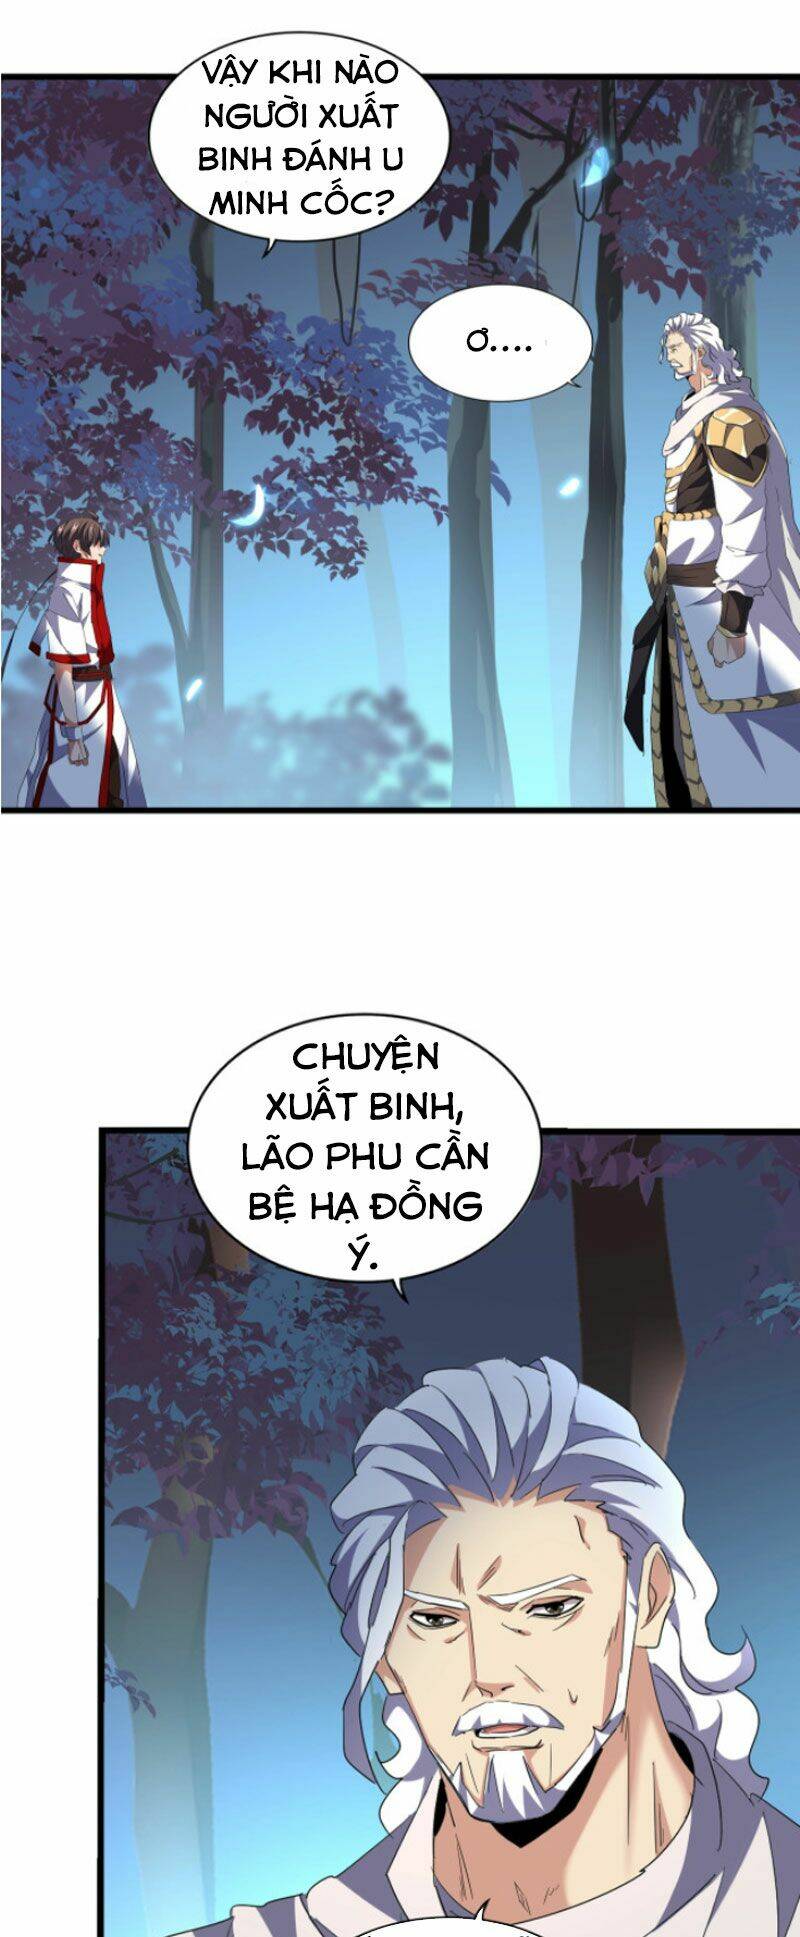 VẬY KHI NÀO
NGƯỜI XUẤT
BINH ĐÁNH U
MINH CỐC?
Ơ....
CHUYỆN
XUẤT BINH,
LÃO PHU CẦN
BỆ HẠ ĐỒNG
Ý.